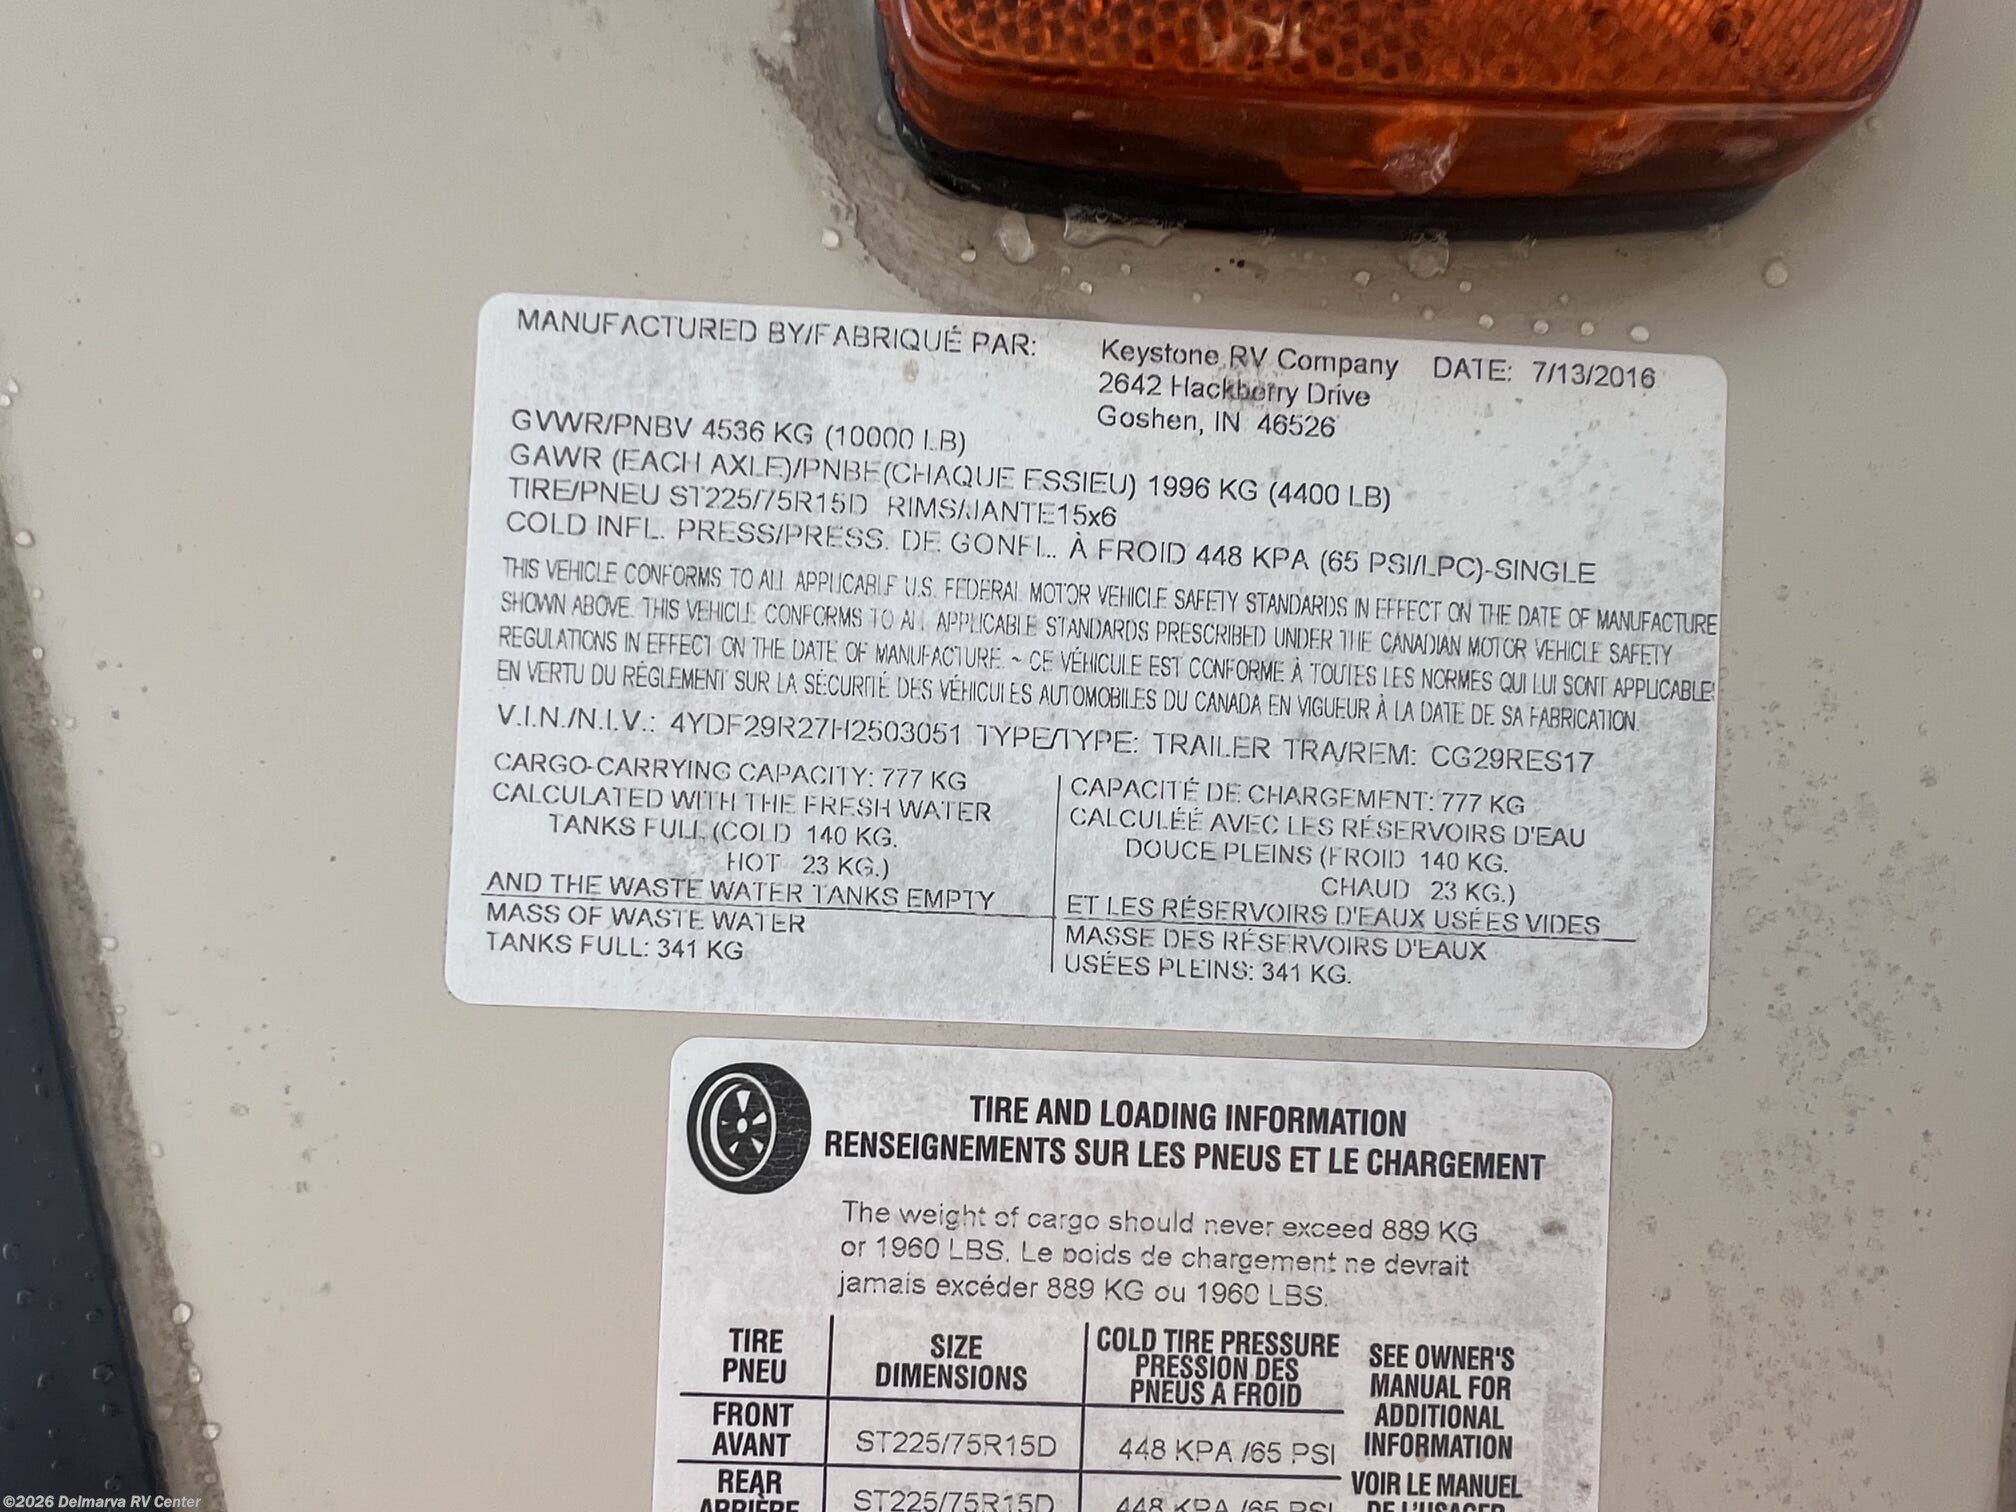 MANUFACTURED BY/FABRIQUÉ PAR: Keystone RV Company DATE: 7/13/2016
2642 Hackberry Drive
Goshen, IN 46526
GVWR/PNBV 4536 KG (10000 LB)
GAWR (EACH AXLE)/PNBE(CHAQUE ESSIEU) 1996 KG (4400 LB)
TIRE/PNEU ST225/75R15D RIMS/JANTE15x6
COLD INFL. PRESS/PRESS. DE GONFL. À FROID 448 KPA (65 PSI/LPC)-SINGLE
THIS VEHICLE CONFORMS TO ALL APPLICABLE U.S. FEDERAL MOTOR VEHICLE SAFETY STANDARDS IN EFFECT ON THE DATE OF MANUFACTURE
SHOWN ABOVE. THIS VEHICLE CONFORMS TO ALL APPLICABLE STANDARDS PRESCRIBED UNDER THE CANADIAN MOTOR VEHICLE SAFETY
REGULATIONS IN EFFECT ON THE DATE OF MANUFACTURE. ~ CE VÉHICULE EST CONFORME À TOUTES LES NORMES QUI LUI SONT APPLICABLES
EN VERTU DU RÈGLEMENT SUR LA SÉCURITÉ DES VÉHICULES AUTOMOBILES DU CANADA EN VIGUEUR À LA DATE DE SA FABRICATION.
V.I.N./N.I.V.: 4YDF29R27H2503051 TYPE/TYPE: TRAILER TRA/REM: CG29RES17
CARGO-CARRYING CAPACITY: 777 KG
CALCULATED WITH THE FRESH WATER
TANKS FULL (COLD 140 KG.
HOT 23 KG.)
AND THE WASTE WATER TANKS EMPTY
MASS OF WASTE WATER
TANKS FULL: 341 KG
CAPACITÉ DE CHARGEMENT: 777 KG
CALCULÉE AVEC LES RÉSERVOIRS D'EAU
DOUCE PLEINS (FROID 140 KG.
CHAUD 23 KG.)
ET LES RÉSERVOIRS D'EAUX USÉES VIDES
MASSE DES RÉSERVOIRS D'EAUX
USÉES PLEINS: 341 KG.
TIRE AND LOADING INFORMATION
RENSEIGNEMENTS SUR LES PNEUS ET LE CHARGEMENT
The weight of cargo should never exceed 889 KG
or 1960 LBS. Le poids de chargement ne devrait
jamais excéder 889 KG ou 1960 LBS.
TIRE
PNEU
SIZE
DIMENSIONS
COLD TIRE PRESSURE
PRESSION DES
PNEUS A FROID
SEE OWNER'S
MANUAL FOR
ADDITIONAL
INFORMATION
FRONT
AVANT
ST225/75R15D
448 KPA /65 PSI
REAR
ARRIÈRE
ST225/75R15D
448 KPA /65 PSI
VOIR LE MANUEL
DE L'USAGER
©2026 Delmarva RV Center